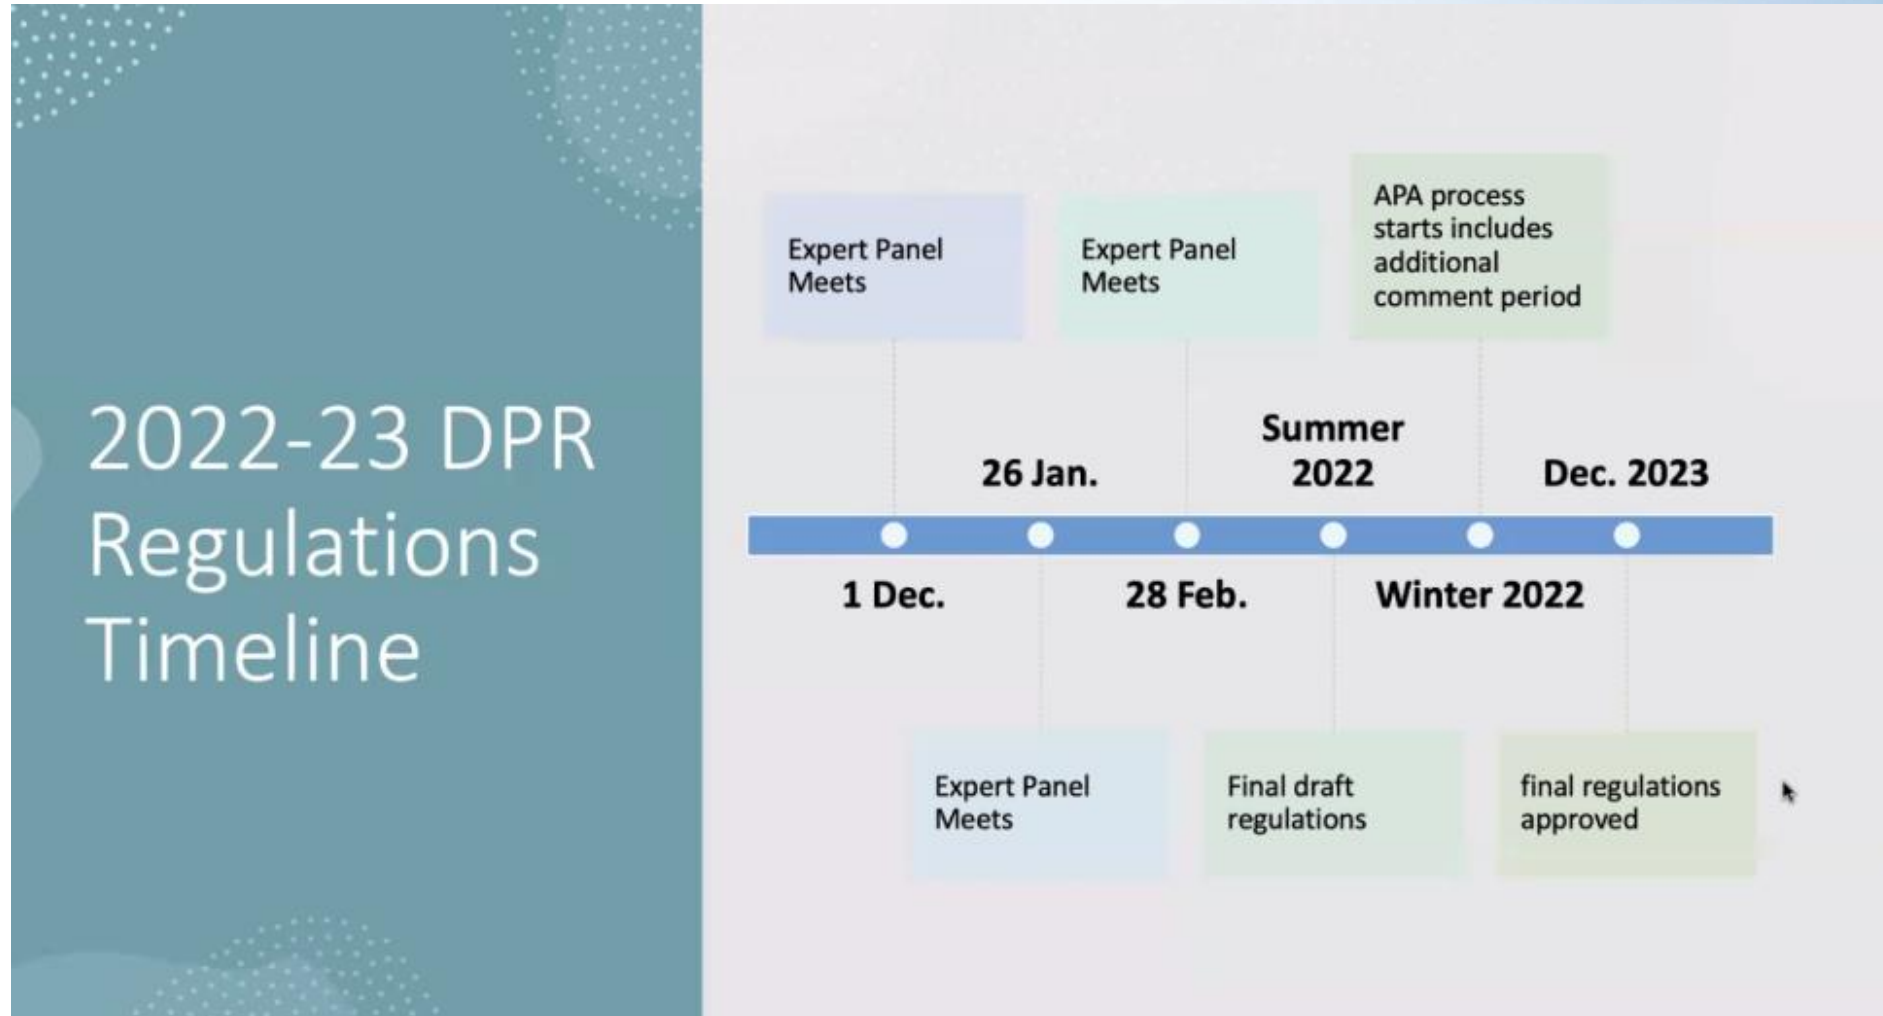 2022-23 DPR
Regulations
Timeline
Expert Panel
Meets
Expert Panel
Meets
APA process
starts includes
additional
comment period
26 Jan.
Summer
2022
Dec. 2023
1 Dec.
28 Feb.
Winter 2022
Expert Panel
Meets
Final draft
regulations
final regulations
approved